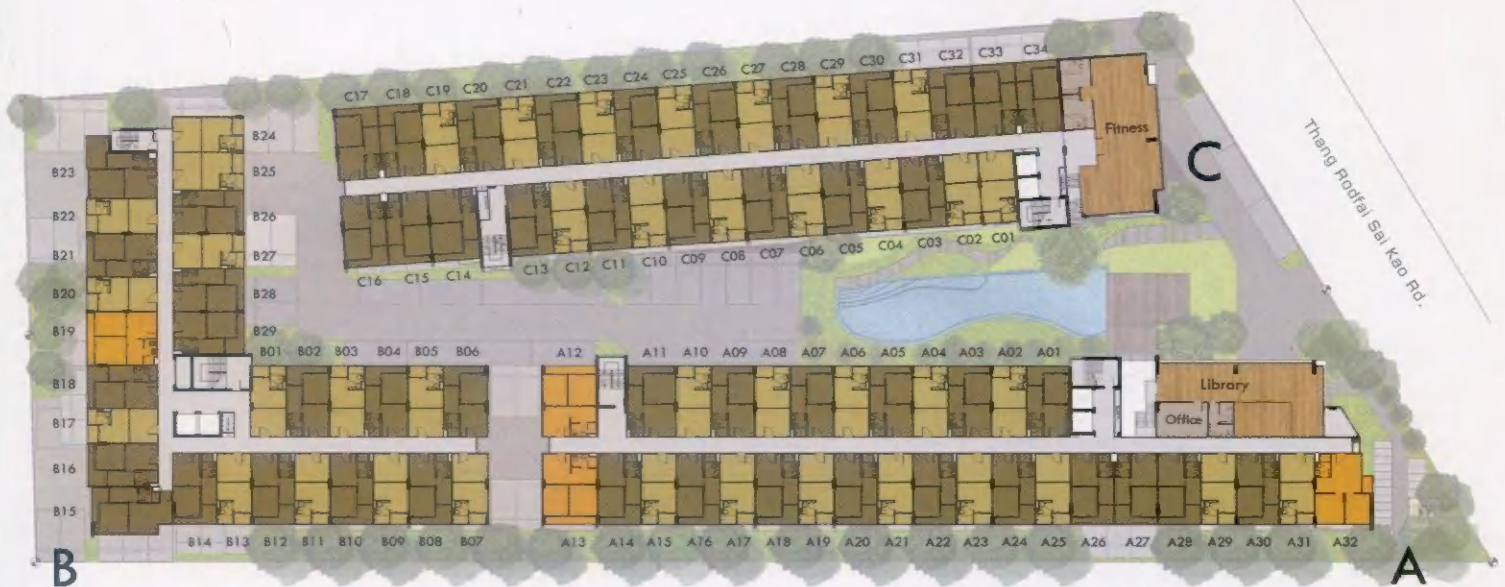 C17 C18 C19 C20 C21 C22 C23 C24 C25 C26 C27 C28 C29 C30 C31 C32 C33 C34
Fitness
C
Thang Rodfai Sai Kao Rd.
C16 C15 C14 C13 C12 C11 C10 C09 C08 C07 C06 C05 C04 C03 C02 C01
B23
B22
B21
B20
B19
B18
B17
B16
B15
B24
B25
B26
B27
B28
B29
B01 B02 B03 B04 B05 B06
A12 A11 A10 A09 A08 A07 A06 A05 A04 A03 A02 A01
Library
Office
B14 B13 B12 B11 B10 B09 B08 B07
A13 A14 A15 A16 A17 A18 A19 A20 A21 A22 A23 A24 A25 A26 A27 A28 A29 A30 A31 A32
B
A